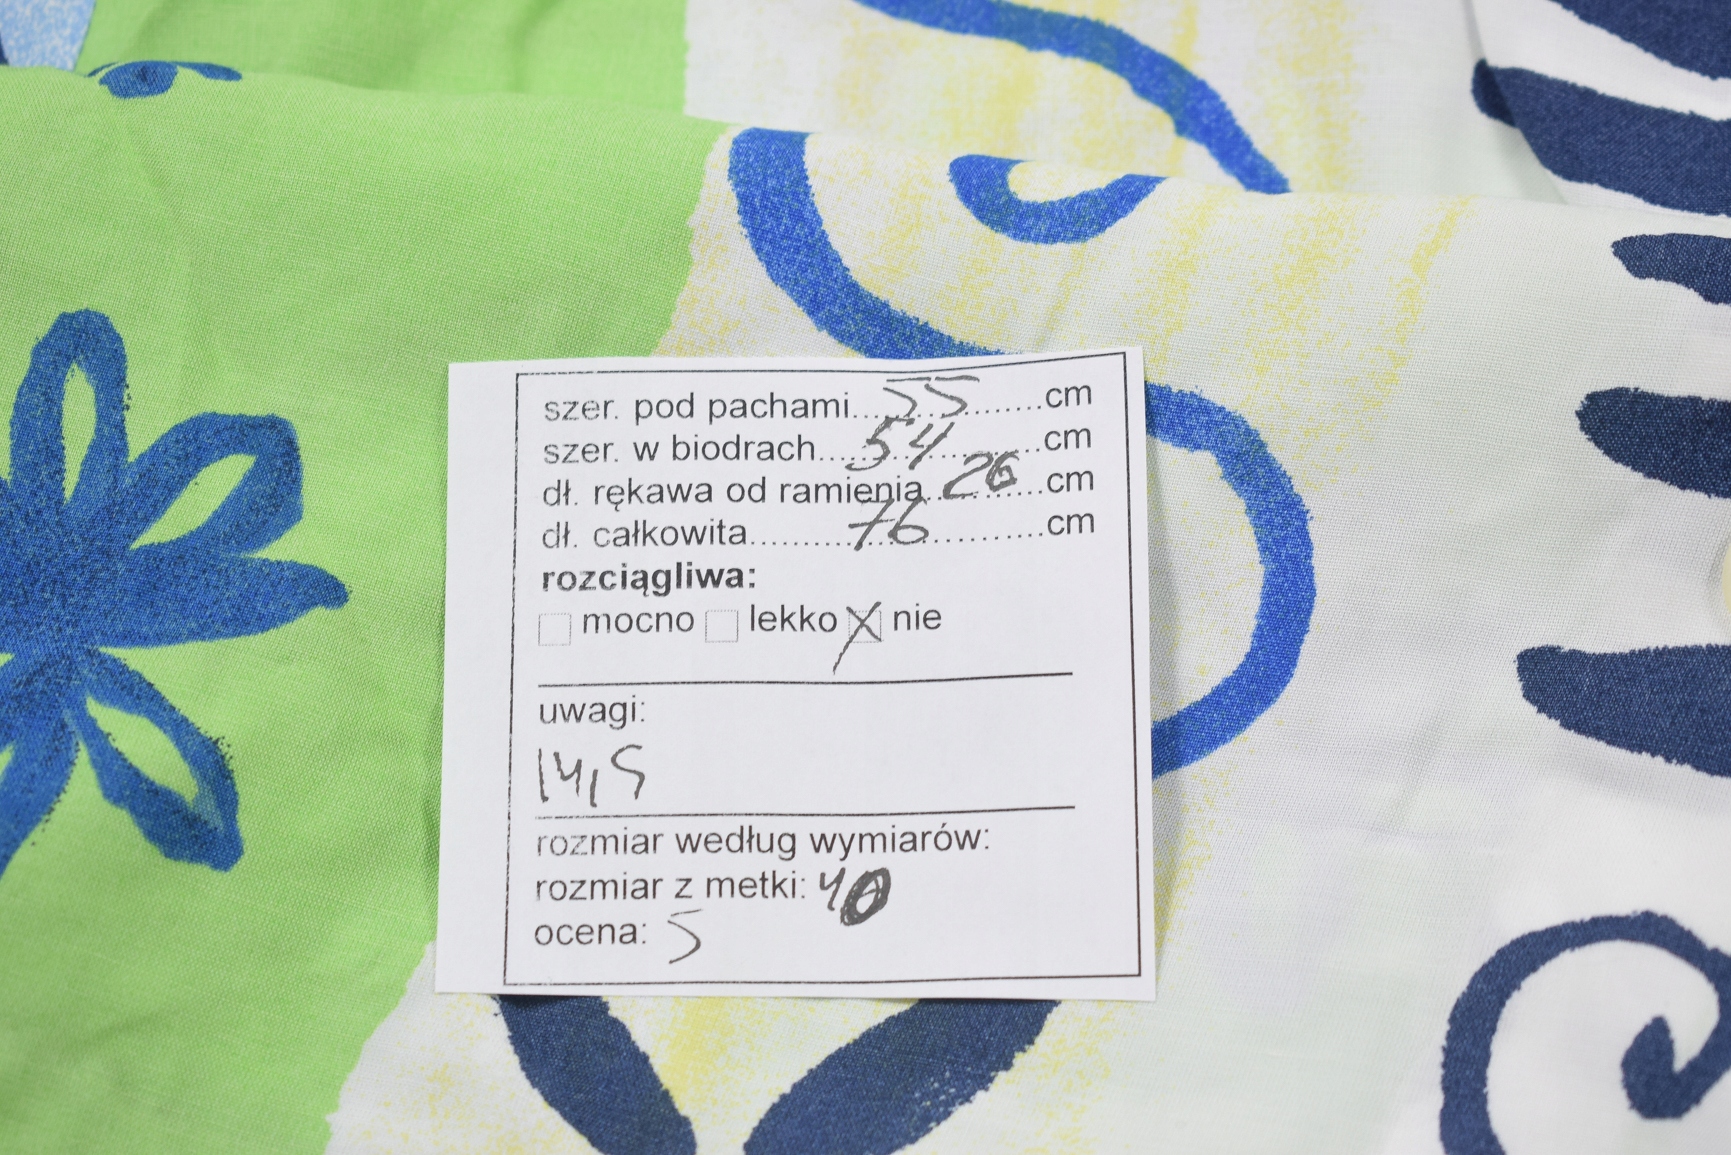 szer. pod pachami...55.......cm
szer. w biodrach....54.......cm
dł. rękawa od ramienia..26.....cm
dł. całkowita..........76..........cm
rozciągliwa:
mocno lekko X nie
uwagi:
14,5
rozmiar według wymiarów:
rozmiar z metki: 40
ocena: 5